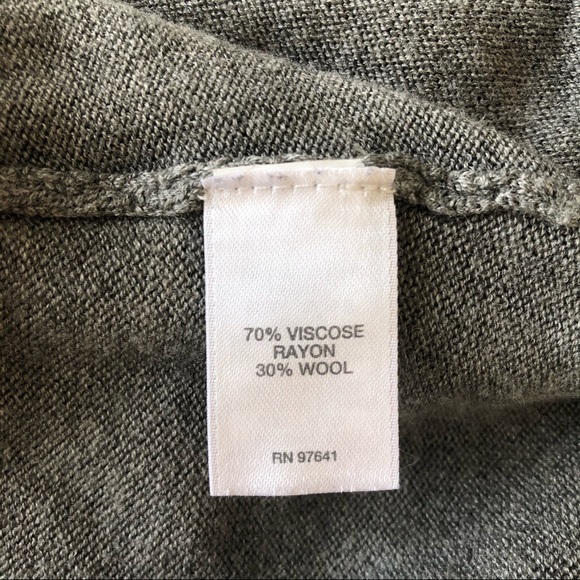 70% VISCOSE
RAYON
30% WOOL
RN 97641